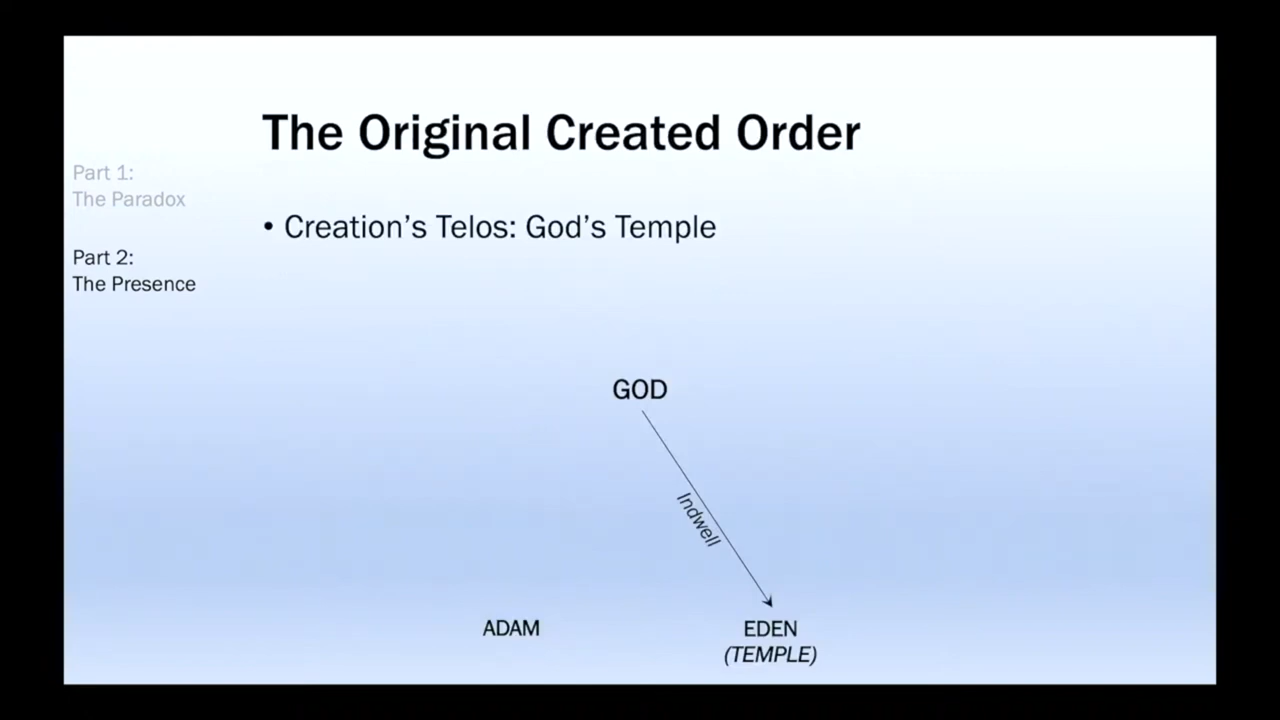 The Original Created Order
Part 1:
The Paradox
• Creation's Telos: God's Temple
Part 2:
The Presence
GOD
Indwell
ADAM
EDEN
(TEMPLE)